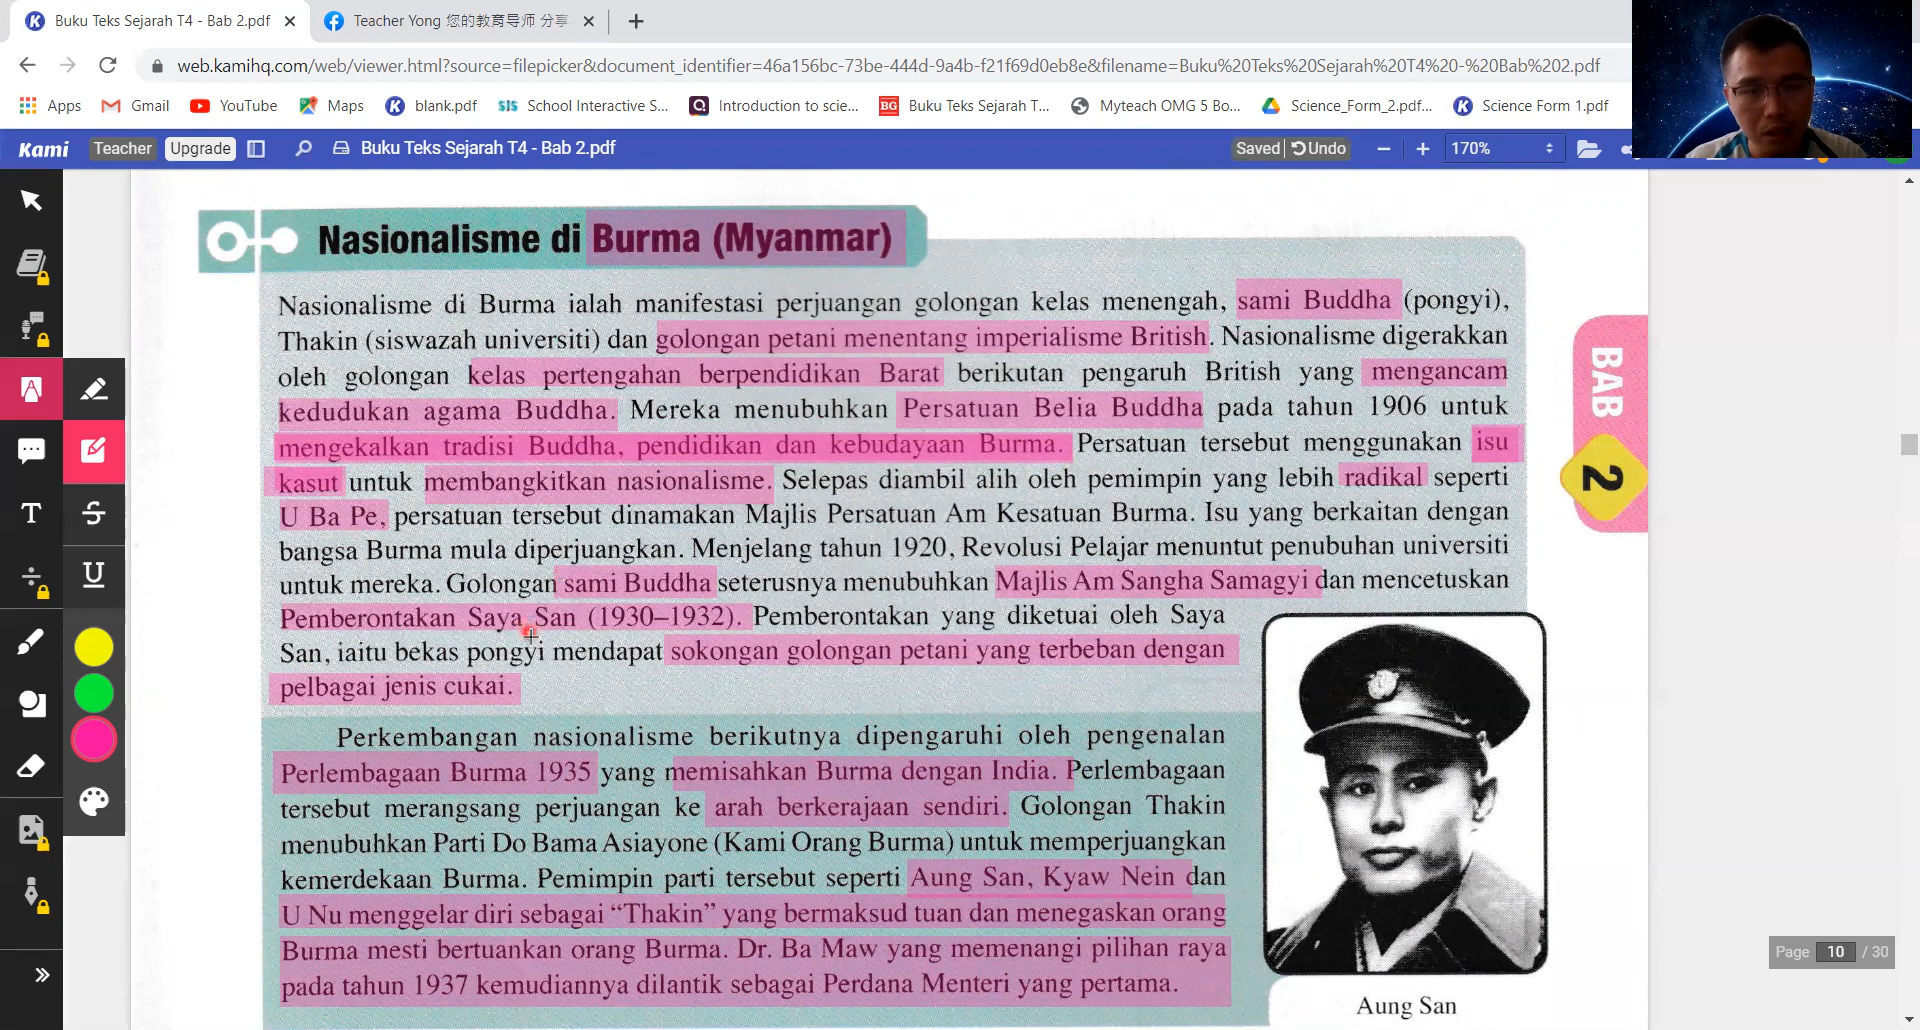 Buku Teks Sejarah T4 - Bab 2.pdf
Teacher Yong 您的教育导师 分享
web.kamihq.com/web/viewer.html?source=filepicker&document_identifier=46a156bc-73be-444d-9a4b-f21f69d0eb8e&filename=Buku%20Teks%20Sejarah%20T4%20-%20Bab%202.pdf
Apps Gmail YouTube Maps blank.pdf School Interactive S... Introduction to scie... Buku Teks Sejarah T... Myteach OMG 5 Bo... Science_Form_2.pdf... Science Form 1.pdf
Kami Teacher Upgrade Buku Teks Sejarah T4 - Bab 2.pdf Saved Undo 170%
Nasionalisme di Burma (Myanmar)
Nasionalisme di Burma ialah manifestasi perjuangan golongan kelas menengah, sami Buddha (pongyi),
Thakin (siswazah universiti) dan golongan petani menentang imperialisme British. Nasionalisme digerakkan
oleh golongan kelas pertengahan berpendidikan Barat berikutan pengaruh British yang mengancam
kedudukan agama Buddha. Mereka menubuhkan Persatuan Belia Buddha pada tahun 1906 untuk
mengekalkan tradisi Buddha, pendidikan dan kebudayaan Burma. Persatuan tersebut menggunakan isu
kasut untuk membangkitkan nasionalisme. Selepas diambil alih oleh pemimpin yang lebih radikal seperti
U Ba Pe, persatuan tersebut dinamakan Majlis Persatuan Am Kesatuan Burma. Isu yang berkaitan dengan
bangsa Burma mula diperjuangkan. Menjelang tahun 1920, Revolusi Pelajar menuntut penubuhan universiti
untuk mereka. Golongan sami Buddha seterusnya menubuhkan Majlis Am Sangha Samagyi dan mencetuskan
Pemberontakan Saya San (1930–1932). Pemberontakan yang diketuai oleh Saya
San, iaitu bekas pongyi mendapat sokongan golongan petani yang terbeban dengan
pelbagai jenis cukai.
Perkembangan nasionalisme berikutnya dipengaruhi oleh pengenalan
Perlembagaan Burma 1935 yang memisahkan Burma dengan India. Perlembagaan
tersebut merangsang perjuangan ke arah berkerajaan sendiri. Golongan Thakin
menubuhkan Parti Do Bama Asiayone (Kami Orang Burma) untuk memperjuangkan
kemerdekaan Burma. Pemimpin parti tersebut seperti Aung San, Kyaw Nein dan
U Nu menggelar diri sebagai “Thakin” yang bermaksud tuan dan menegaskan orang
Burma mesti bertuankan orang Burma. Dr. Ba Maw yang memenangi pilihan raya
pada tahun 1937 kemudiannya dilantik sebagai Perdana Menteri yang pertama.
Aung San
BAB
2
Page 10 / 30